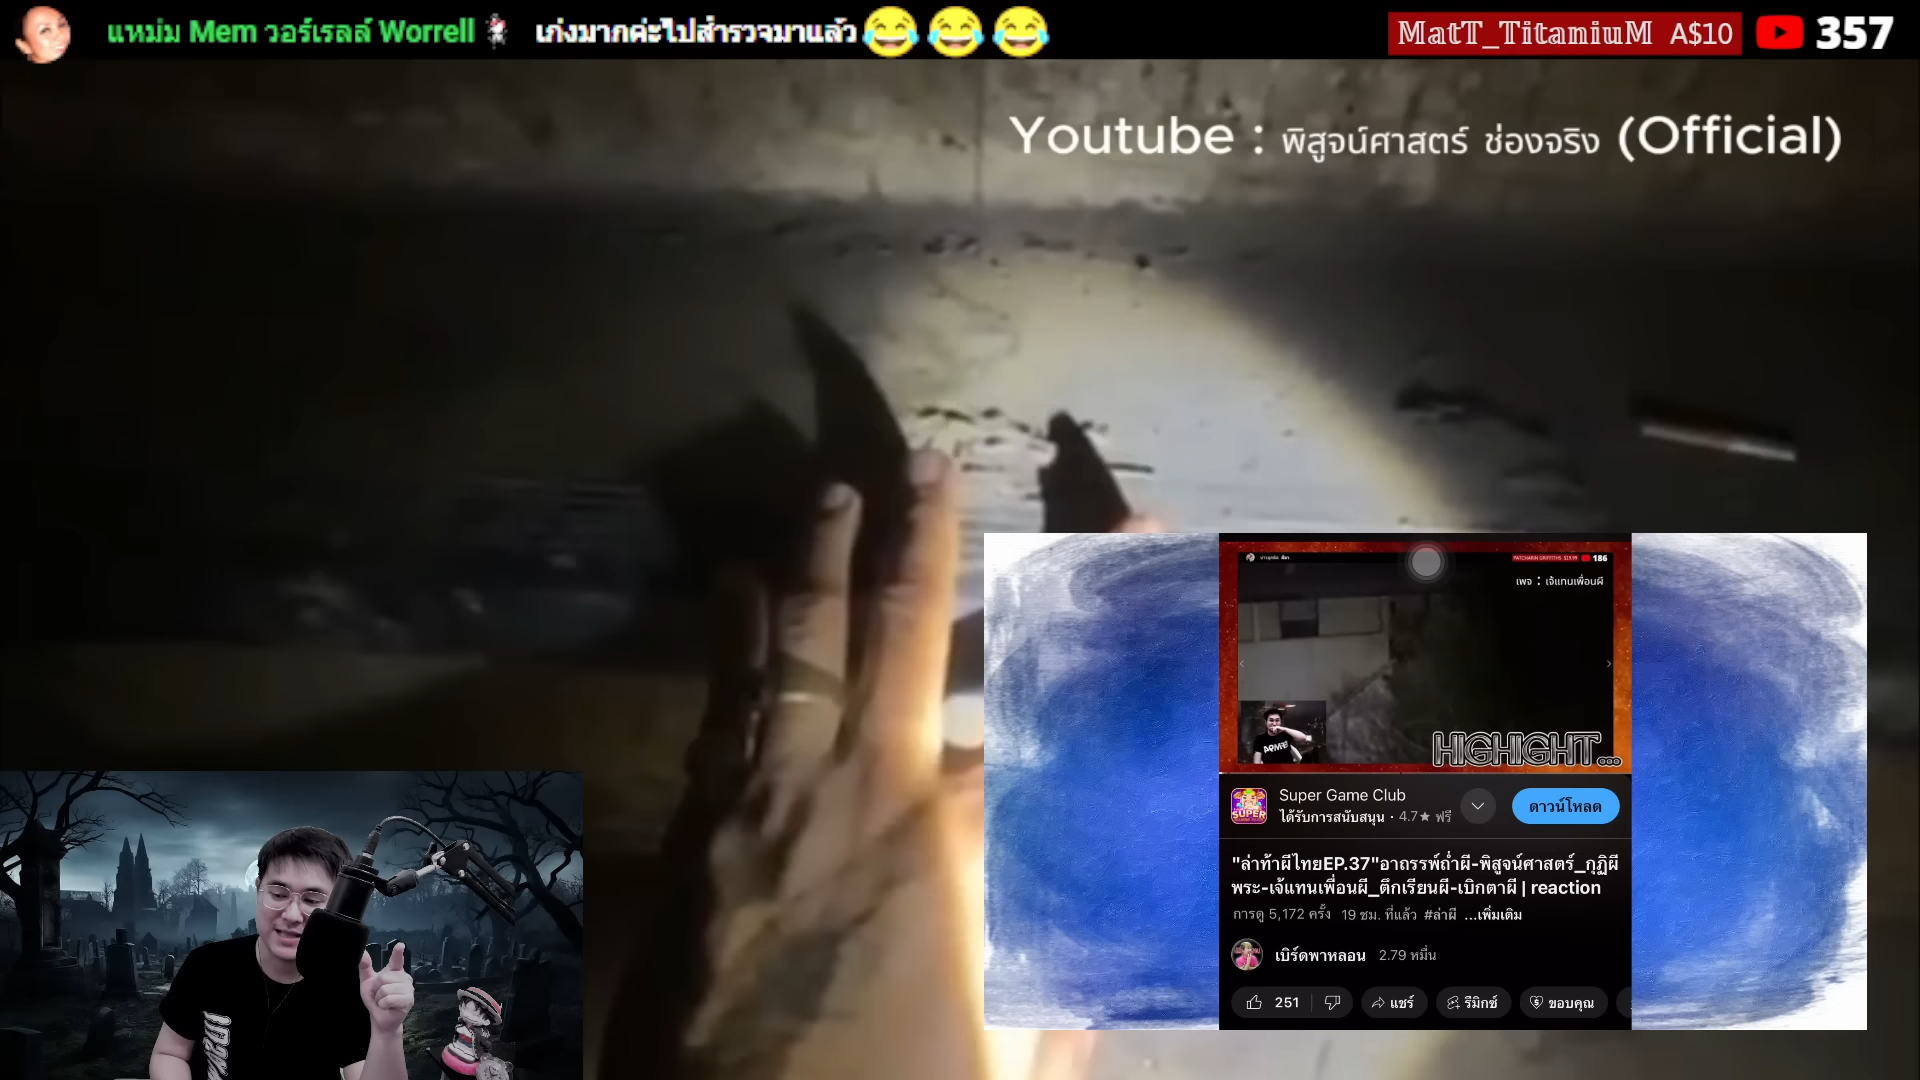 แหม่ม Mem วอร์เรลล์ Worrell เก่งมากค่ะไปสำรวจมาแล้ว😂😂😂
MatT_TitaniuM A$10 357
Youtube : พิสูจน์ศาสตร์ ช่องจริง (Official)
PATCHARIN GRIFFITHS $19.99 186
เพจ : เจ้แทนเพื่อนผี
HIGHIGHT...
SUPER
Super Game Club
ได้รับการสนับสนุน · 4.7★ ฟรี
ดาวน์โหลด
"ล่าท้าผีไทยEP.37"อาถรรพ์ถ้ำผี-พิสูจน์ศาสตร์_กุฏิผี
พระ-เจ้แทนเพื่อนผี_ตึกเรียนผี-เบิกตาผี | reaction
การดู 5,172 ครั้ง 19 ชม. ที่แล้ว #ล่าผี ...เพิ่มเติม
เบิร์ดพาหลอน 2.79 หมื่น
251 แชร์ รีมิกซ์ ขอบคุณ